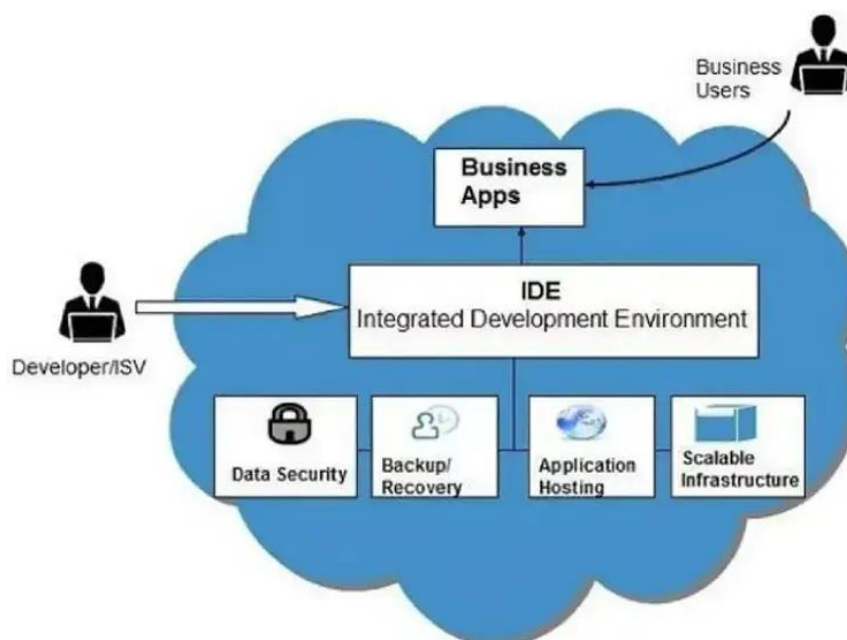 Business
Users
Business
Apps
IDE
Integrated Development Environment
Developer/ISV
Data Security
Backup/
Recovery
Application
Hosting
Scalable
Infrastructure